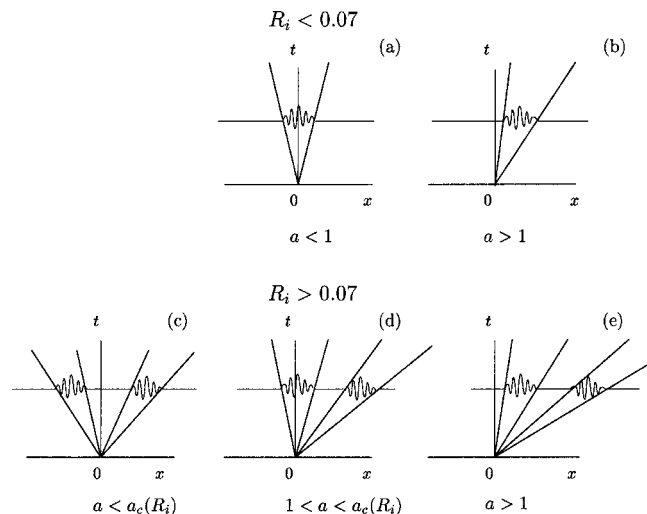 R_i < 0.07
t (a)
0 x
a < 1
t (b)
0 x
a > 1
R_i > 0.07
t (c)
0 x
a < a_c(R_i)
t (d)
0 x
1 < a < a_c(R_i)
t (e)
0 x
a > 1